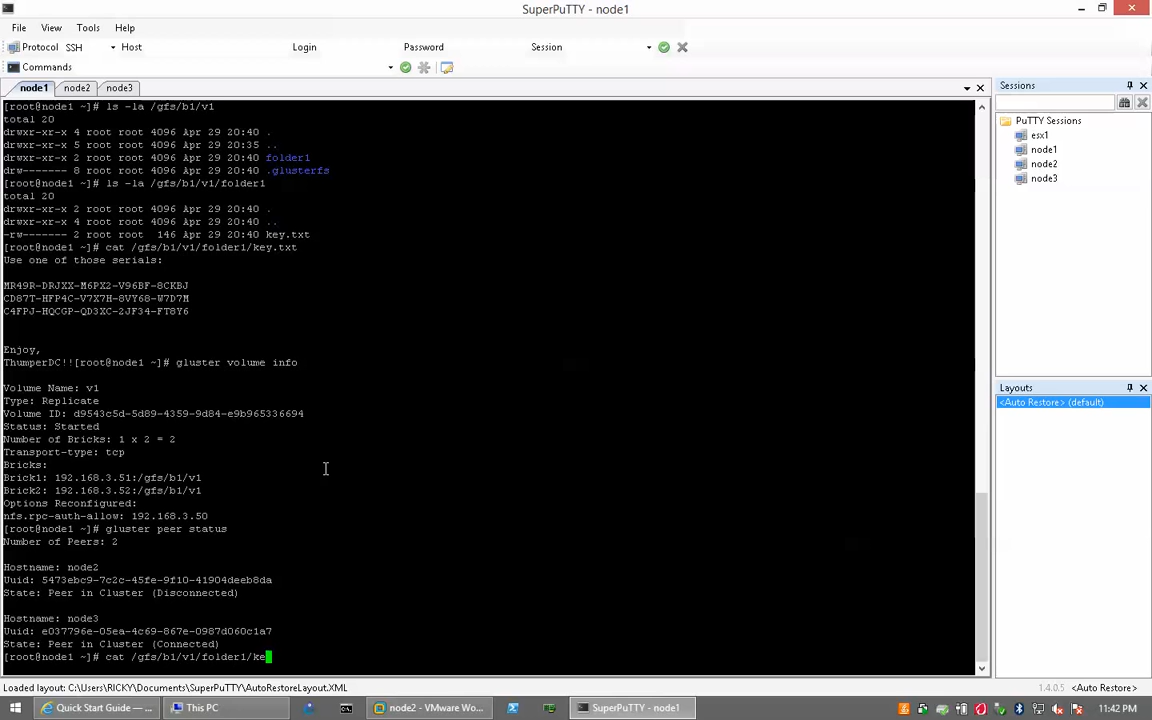 SuperPuTTY - node1
File View Tools Help
Protocol SSH Host Login Password Session
Commands
node1 node2 node3
[root@node1 ~]# ls -la /gfs/b1/v1
total 20
drwxr-xr-x 4 root root 4096 Apr 29 20:40 .
drwxr-xr-x 5 root root 4096 Apr 29 20:35 ..
drwxr-xr-x 2 root root 4096 Apr 29 20:40 folder1
drw------- 8 root root 4096 Apr 29 20:40 .glusterfs
[root@node1 ~]# ls -la /gfs/b1/v1/folder1
total 20
drwxr-xr-x 2 root root 4096 Apr 29 20:40 .
drwxr-xr-x 4 root root 4096 Apr 29 20:40 ..
-rw------- 2 root root  146 Apr 29 20:40 key.txt
[root@node1 ~]# cat /gfs/b1/v1/folder1/key.txt
Use one of those serials:
MR49R-DRJXX-M6PX2-V96BF-8CKBJ
CD87T-HFP4C-V7X7H-8VY68-W7D7M
C4FPJ-HQCGP-QD3XC-2JF34-FT8Y6
Enjoy,
ThumperDC!![root@node1 ~]# gluster volume info
Volume Name: v1
Type: Replicate
Volume ID: d9543c5d-5d89-4359-9d84-e9b965336694
Status: Started
Number of Bricks: 1 x 2 = 2
Transport-type: tcp
Bricks:
Brick1: 192.168.3.51:/gfs/b1/v1
Brick2: 192.168.3.52:/gfs/b1/v1
Options Reconfigured:
nfs.rpc-auth-allow: 192.168.3.50
[root@node1 ~]# gluster peer status
Number of Peers: 2
Hostname: node2
Uuid: 5473ebc9-7c2c-45fe-9f10-41904deeb8da
State: Peer in Cluster (Disconnected)
Hostname: node3
Uuid: e037796e-05ea-4c69-867e-0987d060c1a7
State: Peer in Cluster (Connected)
[root@node1 ~]# cat /gfs/b1/v1/folder1/ke
Sessions
PuTTY Sessions
esx1
node1
node2
node3
Layouts
<Auto Restore> (default)
Loaded layout: C:\Users\RICKY\Documents\SuperPuTTY\AutoRestoreLayout.XML 1.4.0.5 <Auto Restore>
Quick Start Guide —... This PC node2 - VMware Wo... SuperPuTTY - node1 11:42 PM